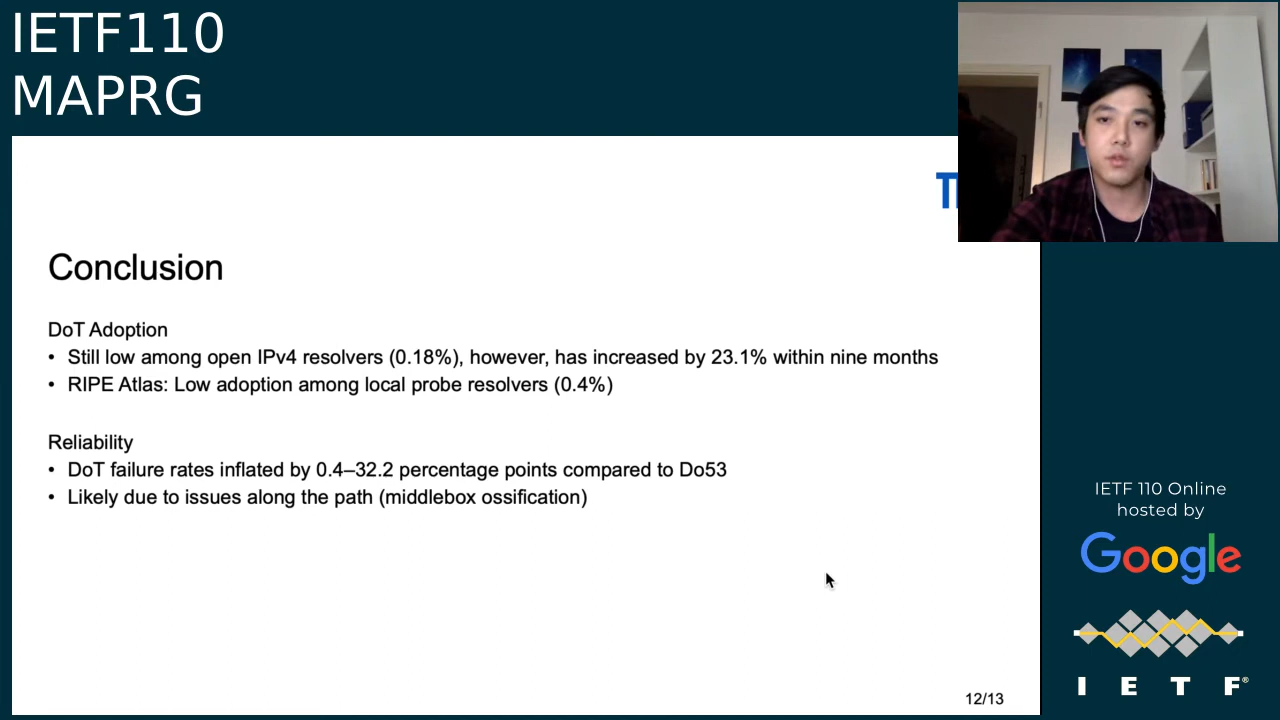 IETF110
MAPRG
Conclusion
DoT Adoption
• Still low among open IPv4 resolvers (0.18%), however, has increased by 23.1% within nine months
• RIPE Atlas: Low adoption among local probe resolvers (0.4%)
Reliability
• DoT failure rates inflated by 0.4–32.2 percentage points compared to Do53
• Likely due to issues along the path (middlebox ossification)
12/13
IETF 110 Online
hosted by
Google
I E T F®